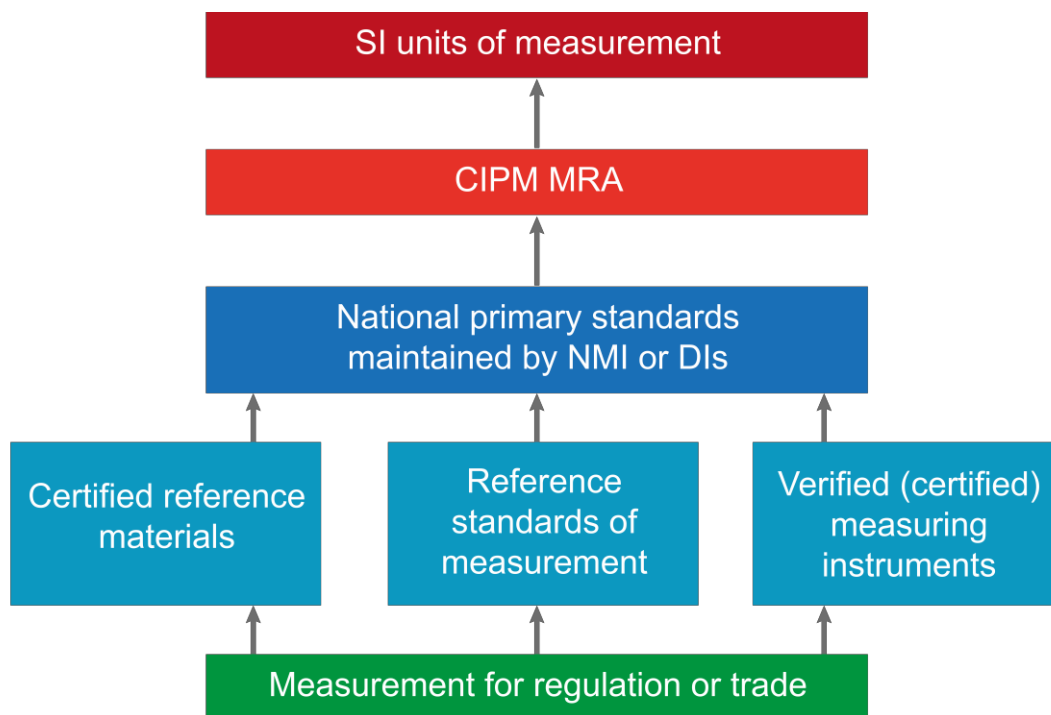 SI units of measurement
CIPM MRA
National primary standards
maintained by NMI or DIs
Certified reference
materials
Reference
standards of
measurement
Verified (certified)
measuring
instruments
Measurement for regulation or trade